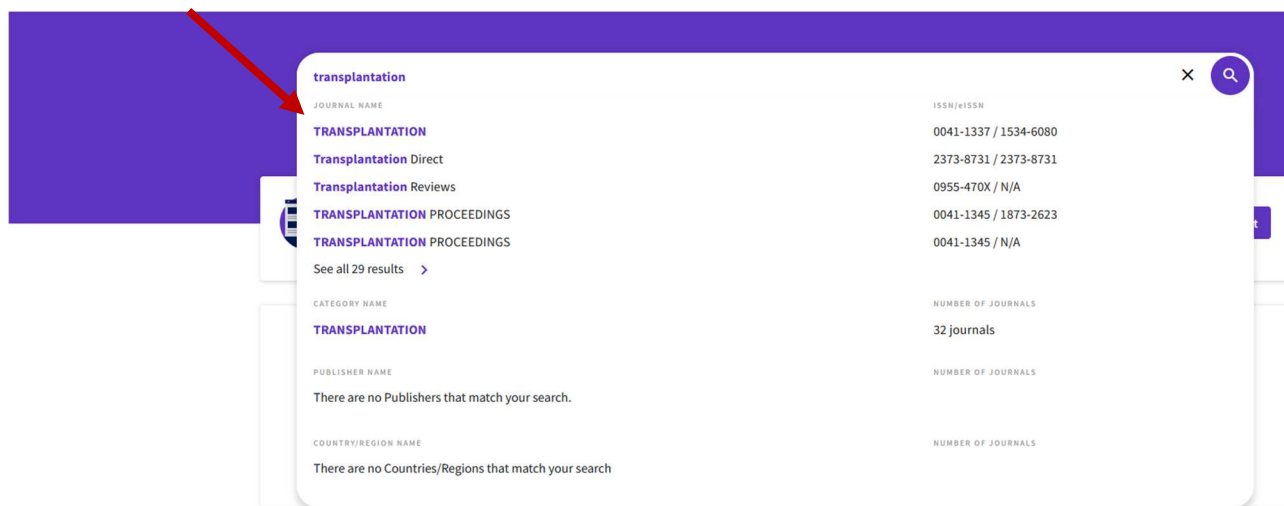 transplantation
JOURNAL NAME ISSN/eISSN
TRANSPLANTATION 0041-1337 / 1534-6080
Transplantation Direct 2373-8731 / 2373-8731
Transplantation Reviews 0955-470X / N/A
TRANSPLANTATION PROCEEDINGS 0041-1345 / 1873-2623
TRANSPLANTATION PROCEEDINGS 0041-1345 / N/A
See all 29 results
CATEGORY NAME NUMBER OF JOURNALS
TRANSPLANTATION 32 journals
PUBLISHER NAME NUMBER OF JOURNALS
There are no Publishers that match your search.
COUNTRY/REGION NAME NUMBER OF JOURNALS
There are no Countries/Regions that match your search